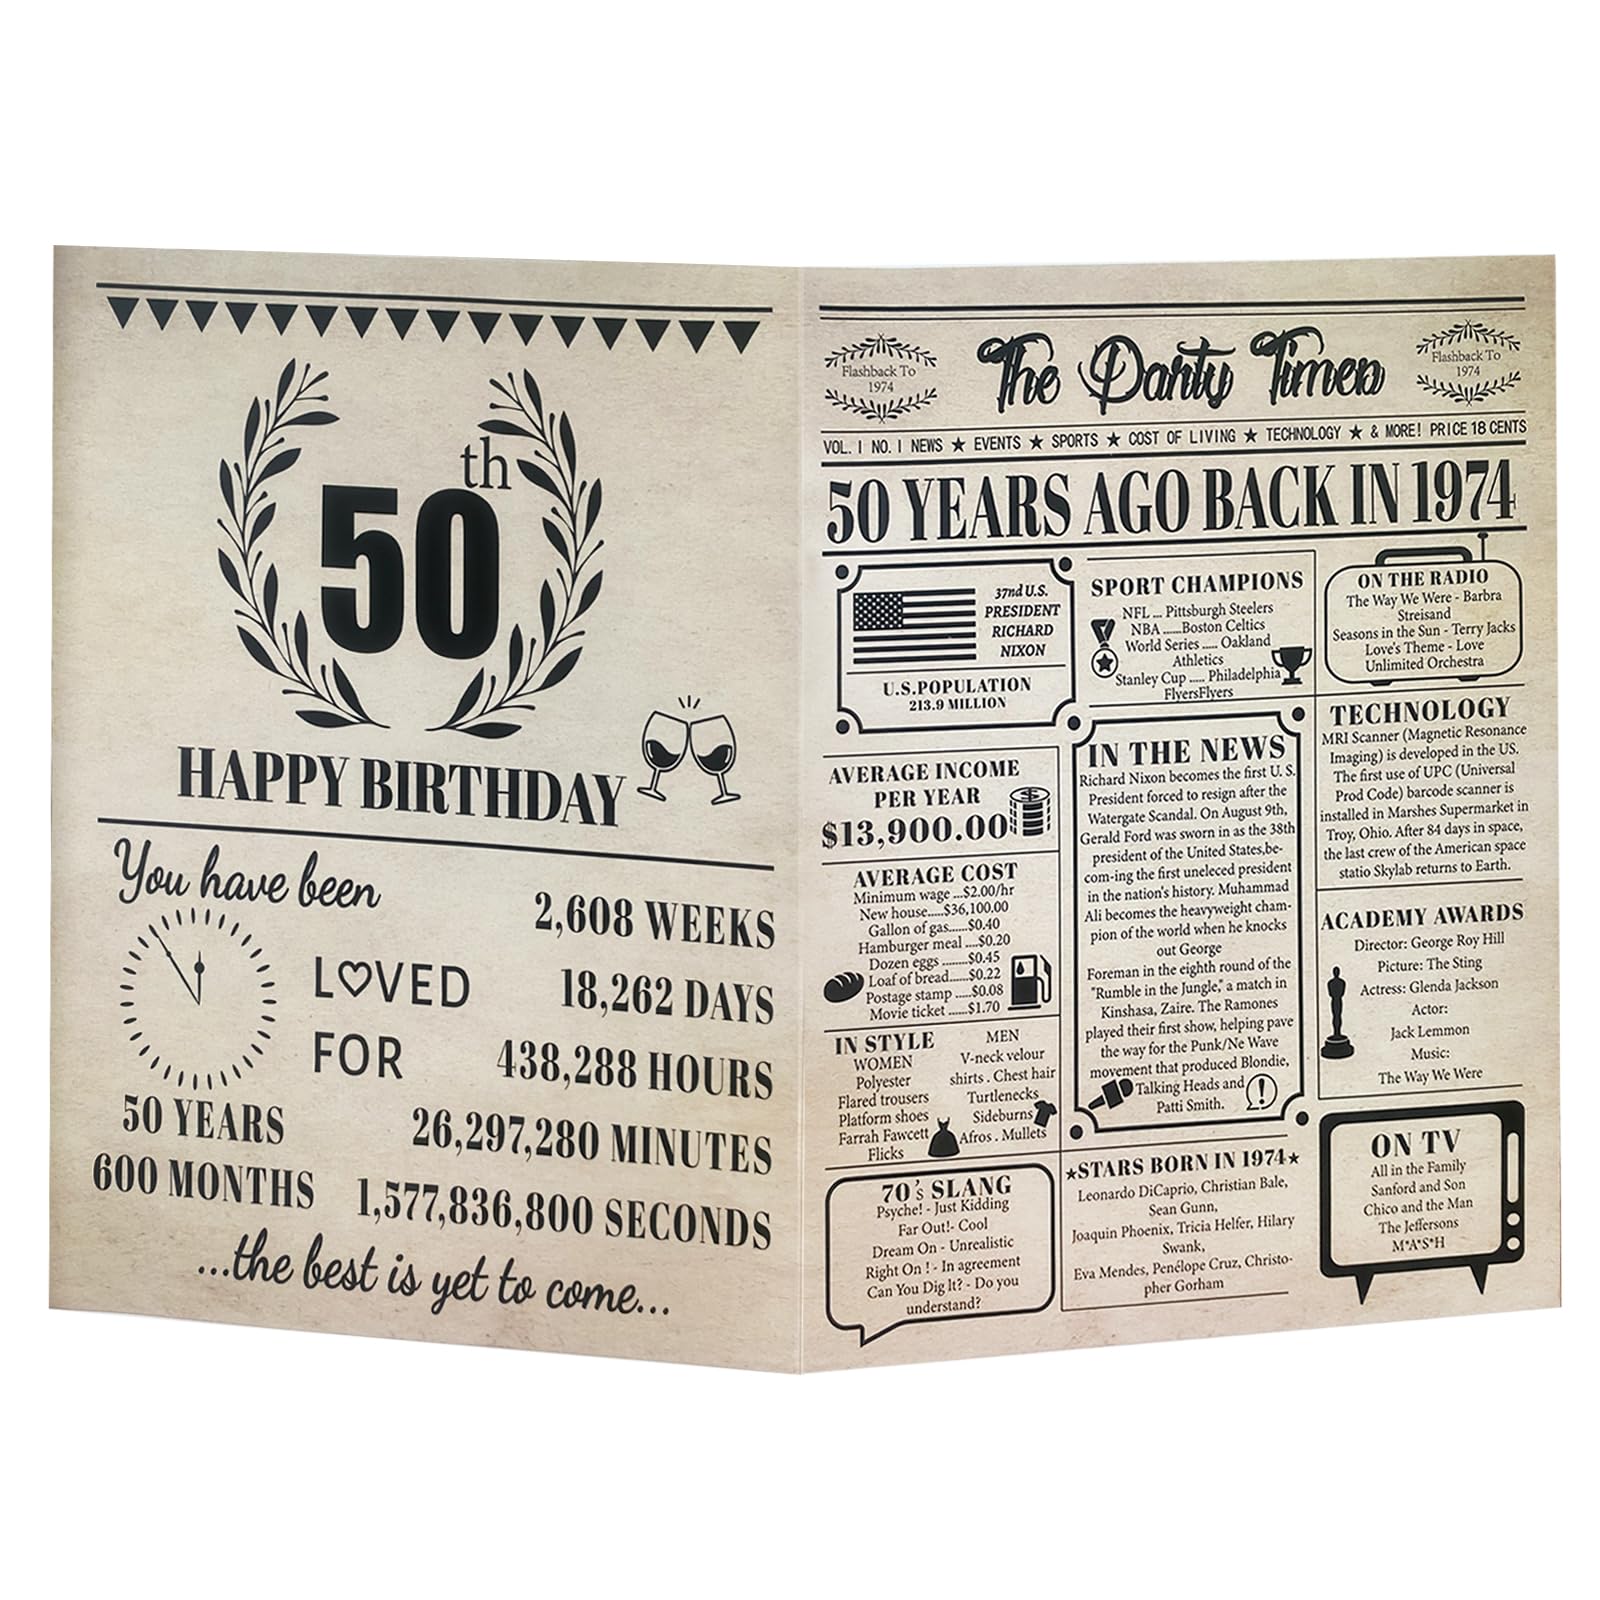 50th
HAPPY BIRTHDAY
You have been
LOVED
FOR
50 YEARS
600 MONTHS
2,608 WEEKS
18,262 DAYS
438,288 HOURS
26,297,280 MINUTES
1,577,836,800 SECONDS
...the best is yet to come...
Flashback To
1974
The Party Times
Flashback To
1974
VOL. I NO. I NEWS ★ EVENTS ★ SPORTS ★ COST OF LIVING ★ TECHNOLOGY ★ & MORE! PRICE 18 CENTS
50 YEARS AGO BACK IN 1974
37nd U.S.
PRESIDENT
RICHARD
NIXON
U.S.POPULATION
213.9 MILLION
AVERAGE INCOME
PER YEAR
$13,900.00
AVERAGE COST
Minimum wage ...$2.00/hr
New house.....$36,100.00
Gallon of gas......$0.40
Hamburger meal ....$0.20
Dozen eggs ........$0.45
Loaf of bread......$0.22
Postage stamp .....$0.08
Movie ticket ......$1.70
IN STYLE
WOMEN
Polyester
Flared trousers
Platform shoes
Farrah Fawcett
Flicks
MEN
V-neck velour
shirts . Chest hair
Turtlenecks
Sideburns
Afros . Mullets
70's SLANG
Psyche! - Just Kidding
Far Out!- Cool
Dream On - Unrealistic
Right On ! - In agreement
Can You Dig It? - Do you
understand?
SPORT CHAMPIONS
NFL ... Pittsburgh Steelers
NBA ......Boston Celtics
World Series ..... Oakland
Athletics
Stanley Cup ..... Philadelphia
FlyersFlyers
IN THE NEWS
Richard Nixon becomes the first U. S.
President forced to resign after the
Watergate Scandal. On August 9th,
Gerald Ford was sworn in as the 38th
president of the United States,be-
com-ing the first uneleced president
in the nation's history. Muhammad
Ali becomes the heavyweight cham-
pion of the world when he knocks
out George
Foreman in the eighth round of the
"Rumble in the Jungle," a match in
Kinshasa, Zaire. The Ramones
played their first show, helping pave
the way for the Punk/Ne Wave
movement that produced Blondie,
Talking Heads and
Patti Smith.
★STARS BORN IN 1974★
Leonardo DiCaprio, Christian Bale,
Sean Gunn,
Joaquin Phoenix, Tricia Helfer, Hilary
Swank,
Eva Mendes, Penélope Cruz, Christo-
pher Gorham
ON THE RADIO
The Way We Were - Barbra
Streisand
Seasons in the Sun - Terry Jacks
Love's Theme - Love
Unlimited Orchestra
TECHNOLOGY
MRI Scanner (Magnetic Resonance
Imaging) is developed in the US.
The first use of UPC (Universal
Prod Code) barcode scanner is
installed in Marshes Supermarket in
Troy, Ohio. After 84 days in space,
the last crew of the American space
statio Skylab returns to Earth.
ACADEMY AWARDS
Director: George Roy Hill
Picture: The Sting
Actress: Glenda Jackson
Actor:
Jack Lemmon
Music:
The Way We Were
ON TV
All in the Family
Sanford and Son
Chico and the Man
The Jeffersons
M*A*S*H